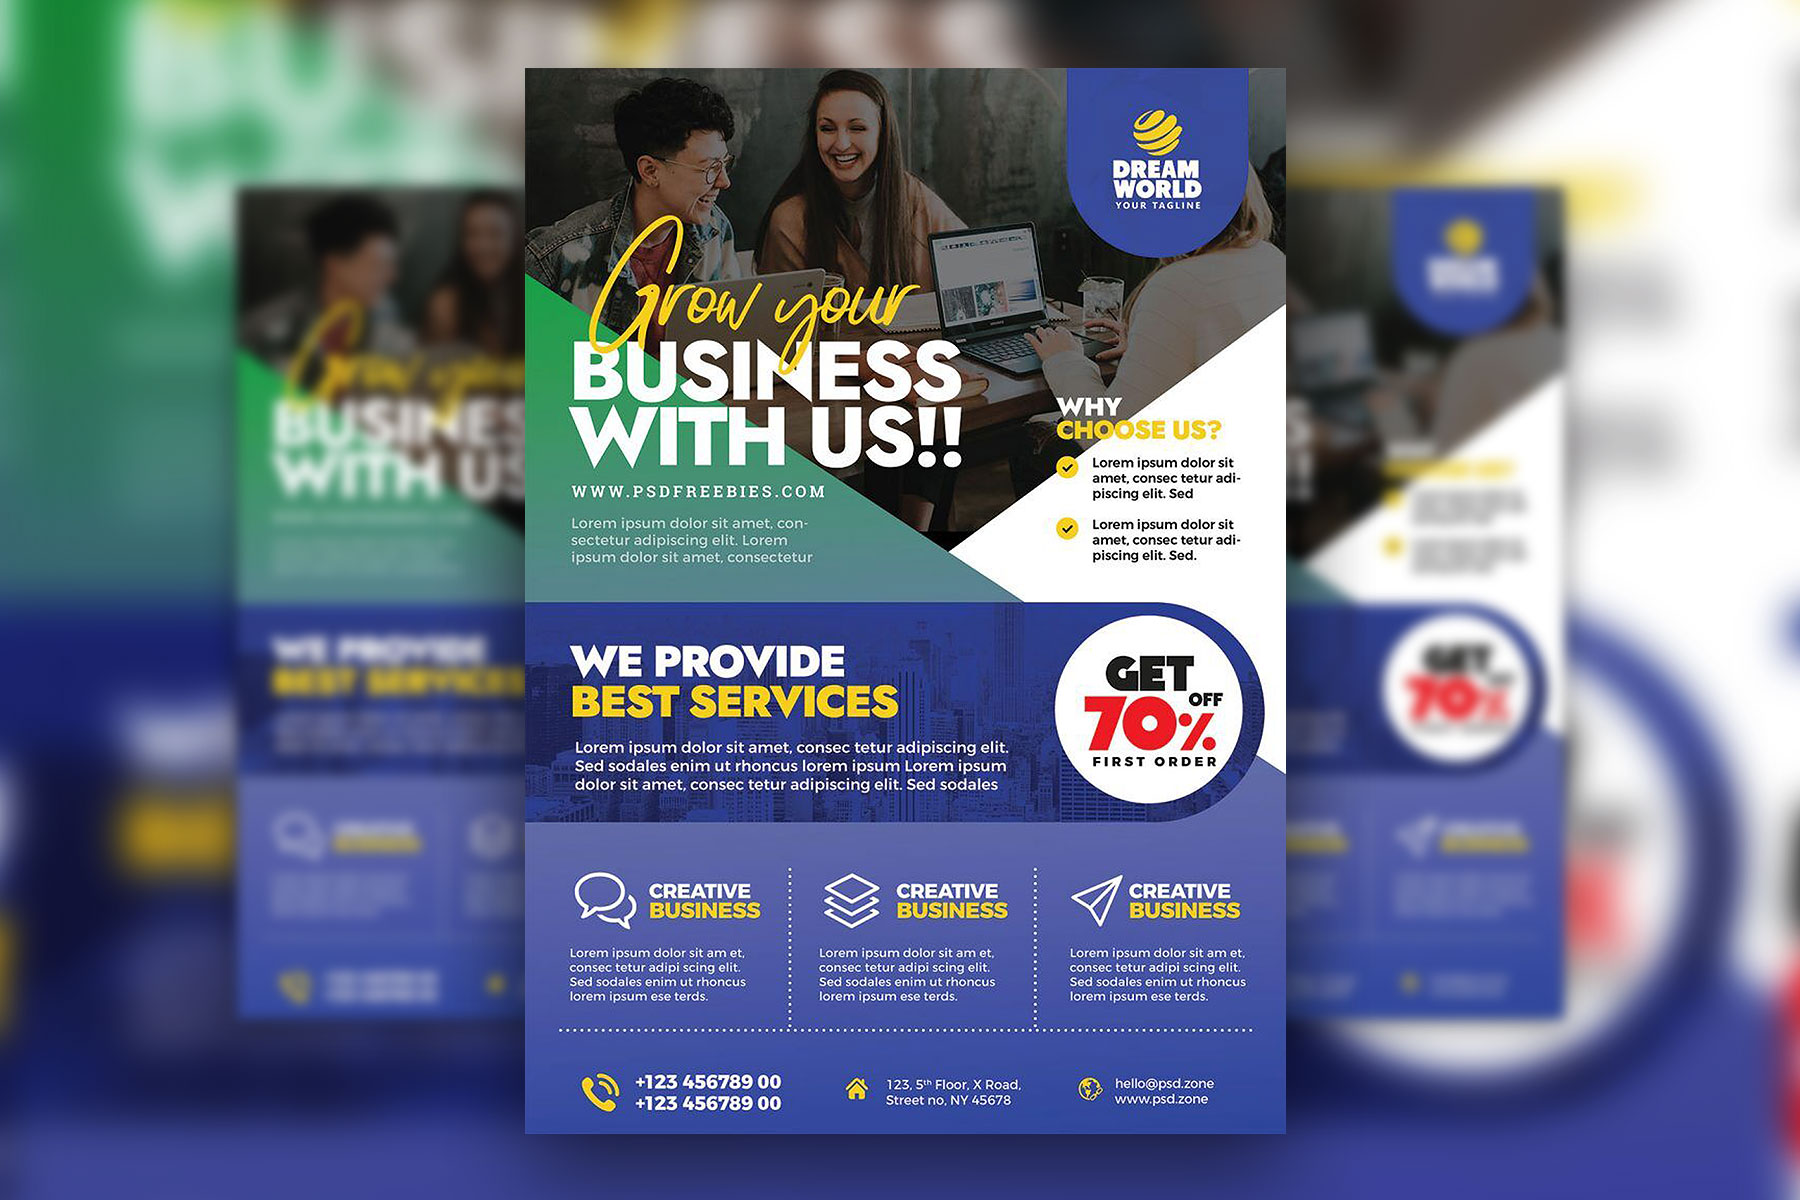 DREAM
WORLD
YOUR TAGLINE
Grow your
BUSINESS
WITH US!!
WWW.PSDFREEBIES.COM
Lorem ipsum dolor sit amet, con-
sectetur adipiscing elit. Lorem
ipsum dolor sit amet, consectetur
WHY
CHOOSE US?
Lorem ipsum dolor sit
amet, consec tetur adi-
piscing elit. Sed
Lorem ipsum dolor sit
amet, consec tetur adi-
piscing elit. Sed.
WE PROVIDE
BEST SERVICES
Lorem ipsum dolor sit amet, consec tetur adipiscing elit.
Sed sodales enim ut rhoncus lorem ipsum Lorem ipsum
dolor sit amet, consec tetur adipiscing elit. Sed sodales
GET
70% OFF
FIRST ORDER
CREATIVE
BUSINESS
Lorem ipsum dolor sit am et,
consec tetur adipi scing elit.
Sed sodales enim ut rhoncus
lorem ipsum ese terds.
CREATIVE
BUSINESS
Lorem ipsum dolor sit am et,
consec tetur adipi scing elit.
Sed sodales enim ut rhoncus
lorem ipsum ese terds.
CREATIVE
BUSINESS
Lorem ipsum dolor sit am et,
consec tetur adipi scing elit.
Sed sodales enim ut rhoncus
lorem ipsum ese terds.
+123 456789 00
+123 456789 00
123, 5th Floor, X Road,
Street no, NY 45678
hello@psd.zone
www.psd.zone